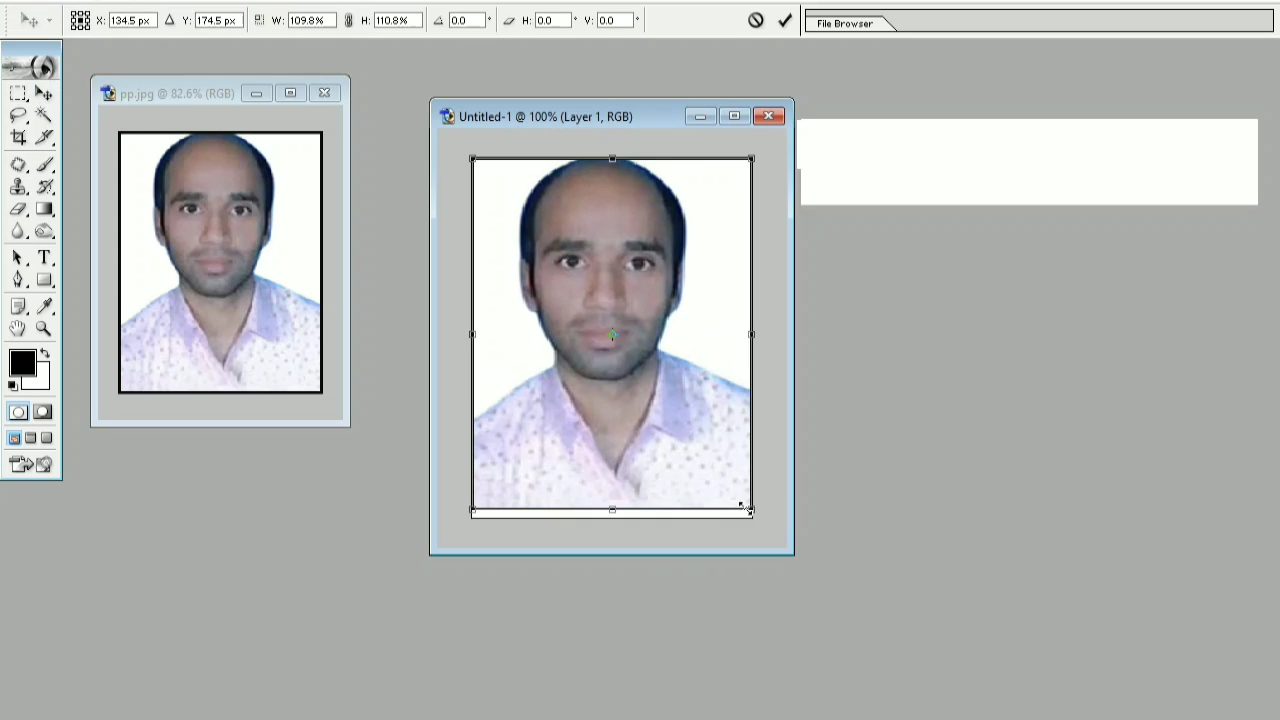 X: 134.5 px Y: 174.5 px W: 109.8% H: 110.8% 0.0 ° H: 0.0 ° V: 0.0 °
File Browser
pp.jpg @ 82.6% (RGB)
Untitled-1 @ 100% (Layer 1, RGB)
T